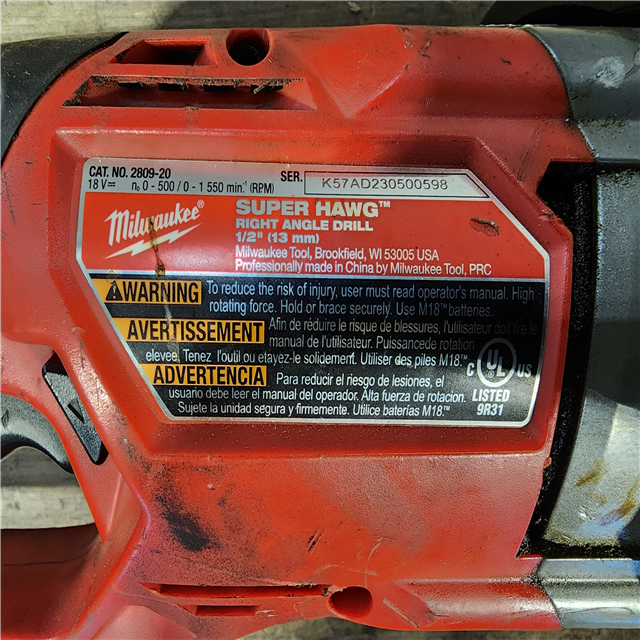 CAT. NO. 2809-20
SER. K57AD230500598
18 V⎓ n₀ 0 - 500 / 0 - 1 550 min.⁻¹ (RPM)
Milwaukee®
SUPER HAWG™
RIGHT ANGLE DRILL
1/2" (13 mm)
Milwaukee Tool, Brookfield, WI 53005 USA
Professionally made in China by Milwaukee Tool, PRC
WARNING To reduce the risk of injury, user must read operator's manual. High
rotating force. Hold or brace securely. Use M18™ batteries.
AVERTISSEMENT Afin de réduire le risque de blessures, l'utilisateur doit lire le
manuel de l'utilisateur. Puissance de rotation
elevee. Tenez l'outil ou etayez-le solidement. Utiliser des piles M18.™
ADVERTENCIA Para reducir el riesgo de lesiones, el
usuario debe leer el manual del operador. Alta fuerza de rotacion.
Sujete la unidad segura y firmemente. Utilice baterías M18.™
C UL US
LISTED
9R31